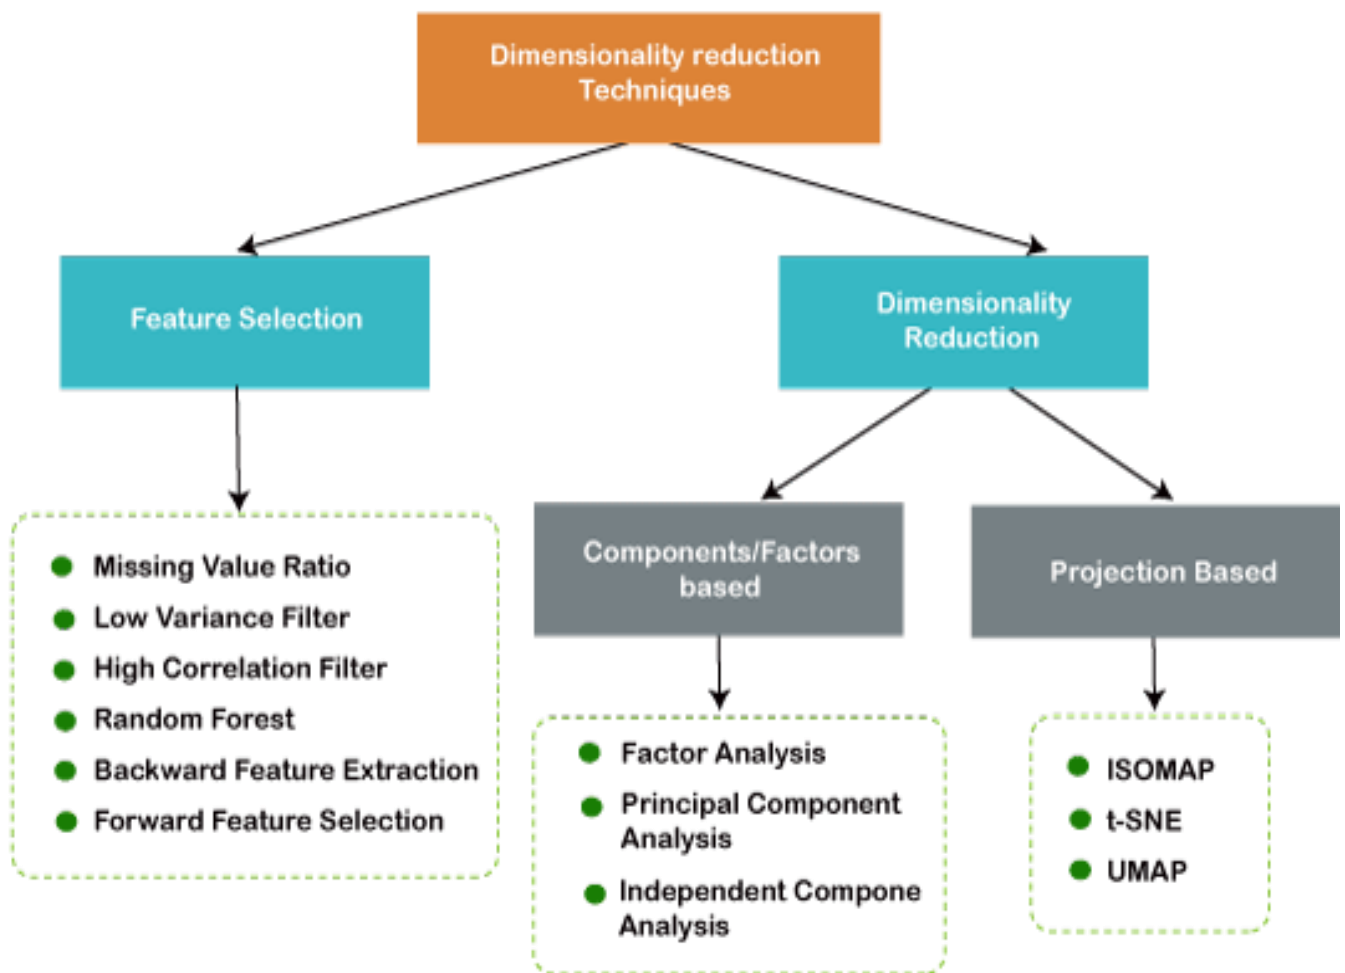 Dimensionality reduction
Techniques
Feature Selection
Dimensionality
Reduction
Missing Value Ratio
Low Variance Filter
High Correlation Filter
Random Forest
Backward Feature Extraction
Forward Feature Selection
Components/Factors
based
Factor Analysis
Principal Component
Analysis
Independent Compone
Analysis
Projection Based
ISOMAP
t-SNE
UMAP